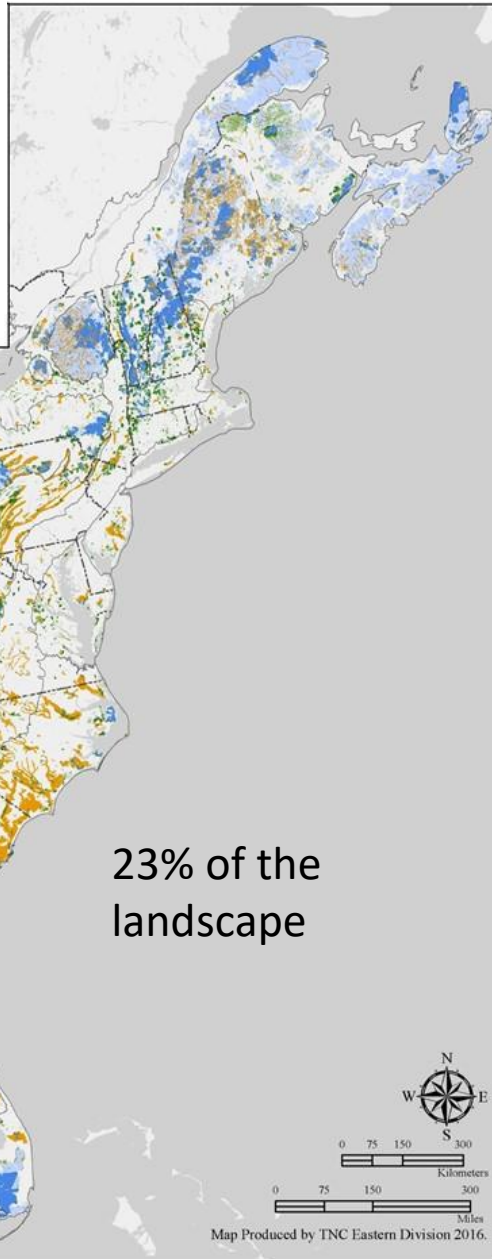 23% of the
landscape
N
W E
S
0 75 150 300
Kilometers
0 75 150 300
Miles
Map Produced by TNC Eastern Division 2016.